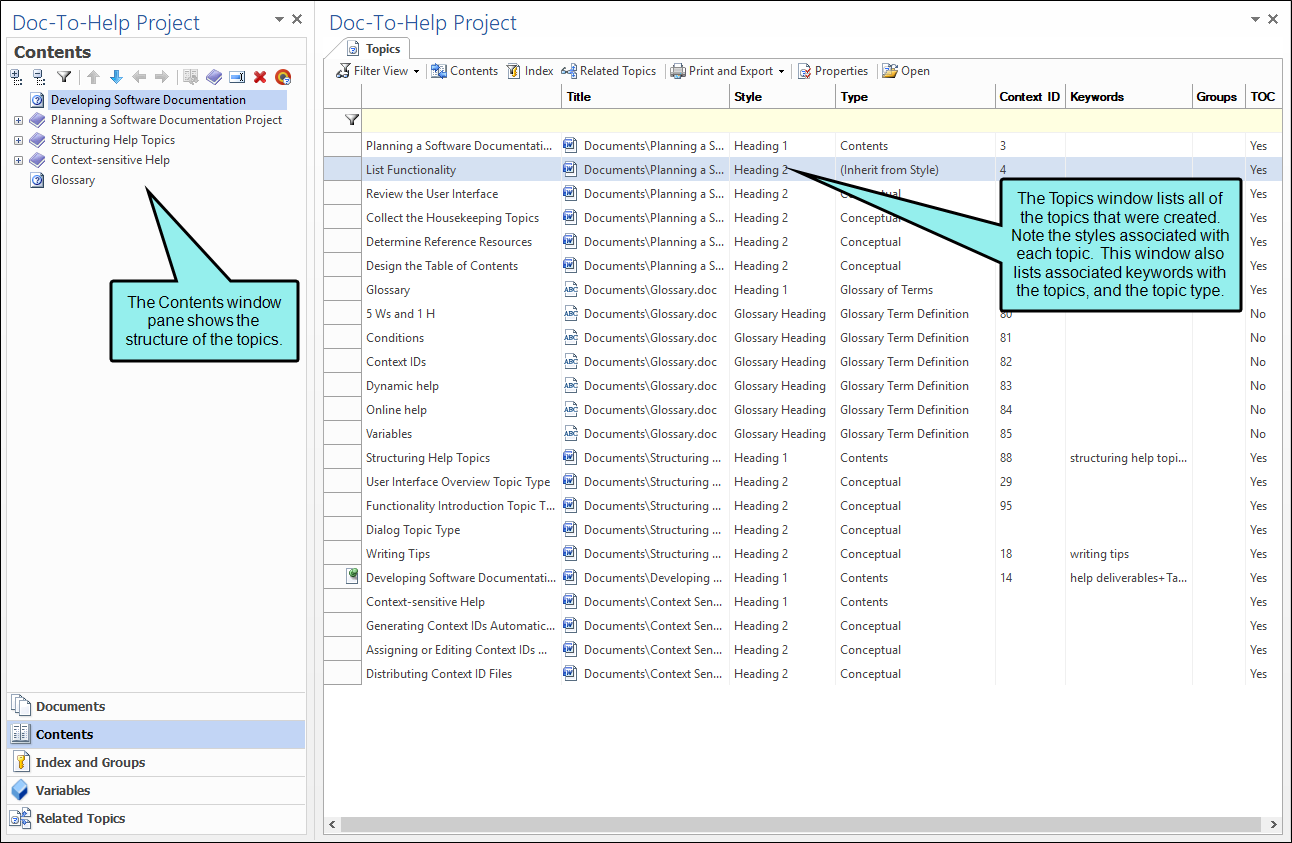 Doc-To-Help Project
Contents
Developing Software Documentation
Planning a Software Documentation Project
Structuring Help Topics
Context-sensitive Help
Glossary
The Contents window
pane shows the
structure of the topics.
Documents
Contents
Index and Groups
Variables
Related Topics
Doc-To-Help Project
Topics
Filter View Contents Index Related Topics Print and Export Properties Open
Title Style Type Context ID Keywords Groups TOC
Planning a Software Documentati... Documents\Planning a S... Heading 1 Contents 3 Yes
List Functionality Documents\Planning a S... Heading 2 (Inherit from Style) 4 Yes
Review the User Interface Documents\Planning a S... Heading 2 Conceptual Yes
Collect the Housekeeping Topics Documents\Planning a S... Heading 2 Conceptual Yes
Determine Reference Resources Documents\Planning a S... Heading 2 Conceptual Yes
Design the Table of Contents Documents\Planning a S... Heading 2 Conceptual Yes
Glossary Documents\Glossary.doc Heading 1 Glossary of Terms Yes
5 Ws and 1 H Documents\Glossary.doc Glossary Heading Glossary Term Definition 80 No
Conditions Documents\Glossary.doc Glossary Heading Glossary Term Definition 81 No
Context IDs Documents\Glossary.doc Glossary Heading Glossary Term Definition 82 No
Dynamic help Documents\Glossary.doc Glossary Heading Glossary Term Definition 83 No
Online help Documents\Glossary.doc Glossary Heading Glossary Term Definition 84 No
Variables Documents\Glossary.doc Glossary Heading Glossary Term Definition 85 No
Structuring Help Topics Documents\Structuring ... Heading 1 Contents 88 structuring help topi... Yes
User Interface Overview Topic Type Documents\Structuring ... Heading 2 Conceptual 29 Yes
Functionality Introduction Topic T... Documents\Structuring ... Heading 2 Conceptual 95 Yes
Dialog Topic Type Documents\Structuring ... Heading 2 Conceptual Yes
Writing Tips Documents\Structuring ... Heading 2 Conceptual 18 writing tips Yes
Developing Software Documentati... Documents\Developing ... Heading 1 Contents 14 help deliverables+Ta... Yes
Context-sensitive Help Documents\Context Sen... Heading 1 Contents Yes
Generating Context IDs Automatic... Documents\Context Sen... Heading 2 Conceptual Yes
Assigning or Editing Context IDs ... Documents\Context Sen... Heading 2 Conceptual Yes
Distributing Context ID Files Documents\Context Sen... Heading 2 Conceptual Yes
The Topics window lists all of
the topics that were created.
Note the styles associated with
each topic. This window also
lists associated keywords with
the topics, and the topic type.